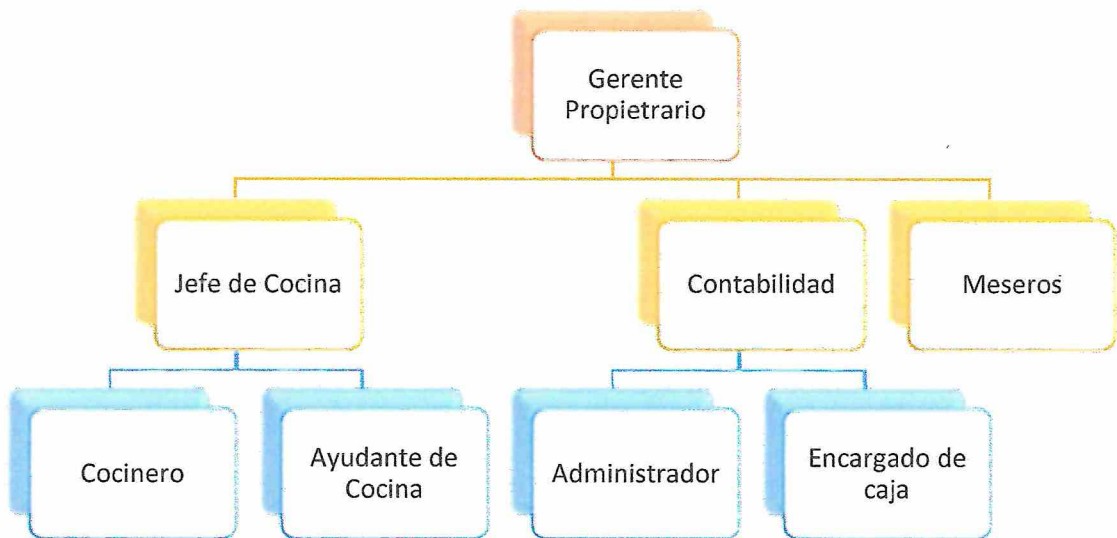 Gerente
Propietrario
Jefe de Cocina
Contabilidad
Meseros
Cocinero
Ayudante de
Cocina
Administrador
Encargado de
caja